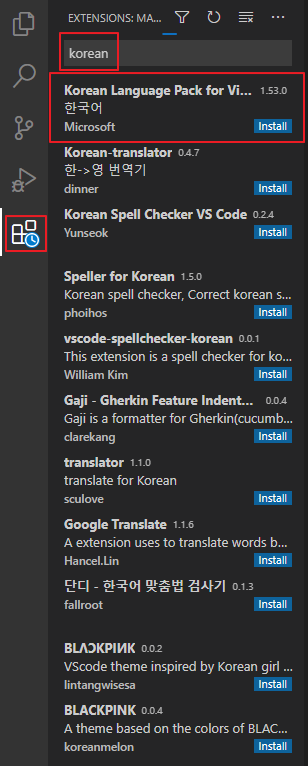 EXTENSIONS: MA...
korean
Korean Language Pack for Vi... 1.53.0
한국어
Microsoft Install
Korean-translator 0.4.7
한->영 번역기
dinner Install
Korean Spell Checker VS Code 0.2.4
Yunseok Install
Speller for Korean 1.5.0
Korean spell checker, Correct korean s...
phoihos Install
vscode-spellchecker-korean 0.0.1
This extension is a spell checker for ko...
William Kim Install
Gaji - Gherkin Feature Indent... 0.0.4
Gaji is a formatter for Gherkin(cucumb...
clarekang Install
translator 1.1.0
translate for Korean
sculove Install
Google Translate 1.1.6
A extension uses to translate words b...
Hancel.Lin Install
단디 - 한국어 맞춤법 검사기 0.1.3
fallroot Install
BLΛƆKPIИK 0.0.2
VScode theme inspired by Korean girl ...
lintangwisesa Install
BLACKPINK 0.0.4
A theme based on the colors of BLAC...
koreanmelon Install